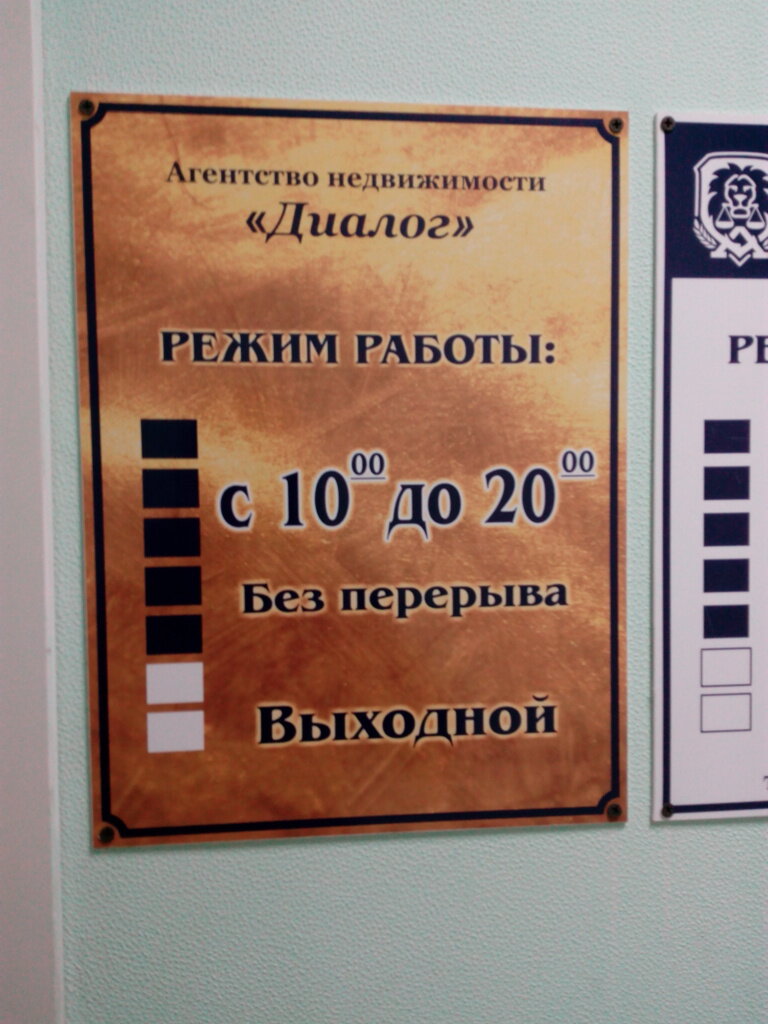 Агентство недвижимости
«Диалог»
РЕЖИМ РАБОТЫ:
с 10⁰⁰ до 20⁰⁰
Без перерыва
Выходной